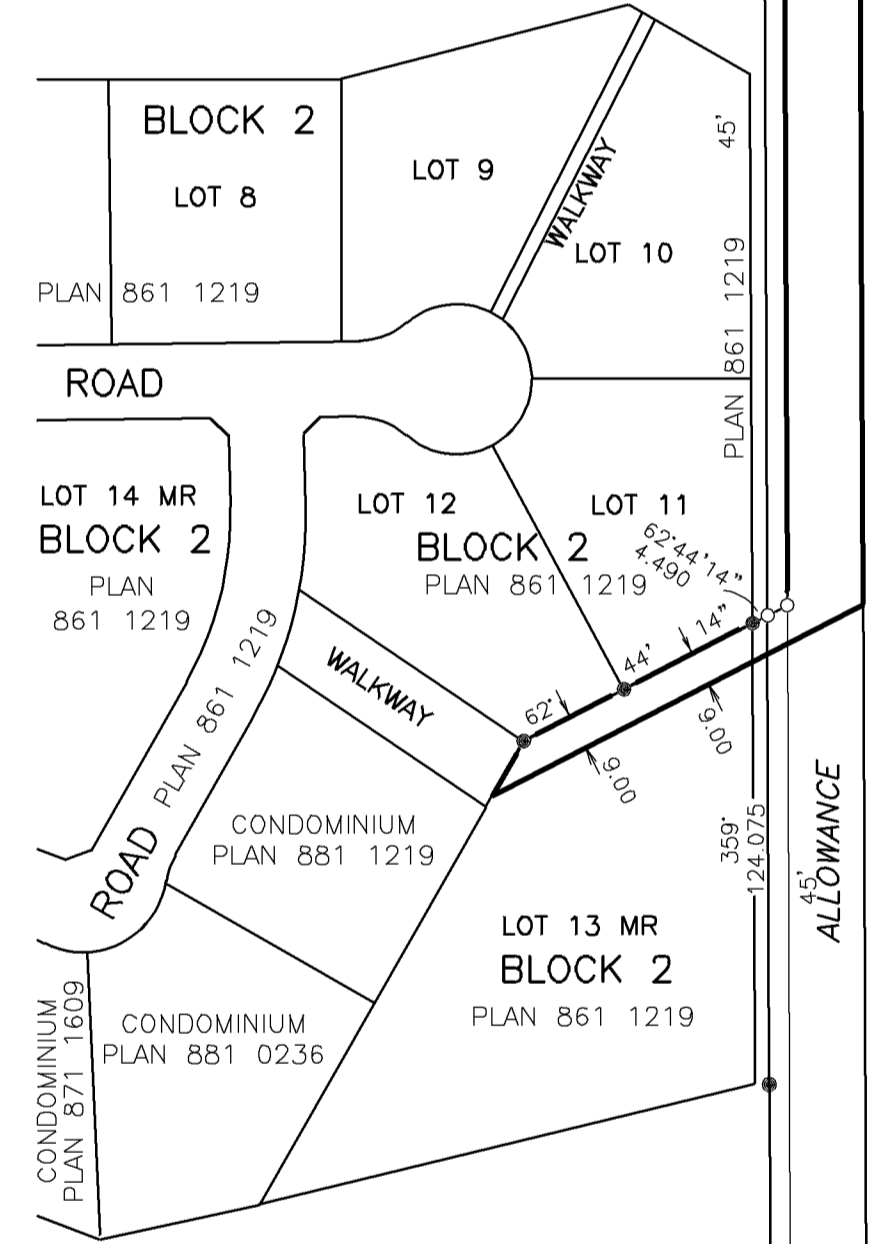 BLOCK 2
LOT 8
PLAN 861 1219
LOT 9
WALKWAY
LOT 10
45'
PLAN 861 1219
ROAD
LOT 14 MR
BLOCK 2
PLAN
861 1219
LOT 12
LOT 11
BLOCK 2
PLAN 861 1219
62°44'14"
4.490
62° 44' 14"
9.00
9.00
WALKWAY
ROAD PLAN 861 1219
CONDOMINIUM
PLAN 881 1219
359° 45'
124.075
ALLOWANCE
LOT 13 MR
BLOCK 2
PLAN 861 1219
CONDOMINIUM
PLAN 881 0236
CONDOMINIUM
PLAN 871 1609